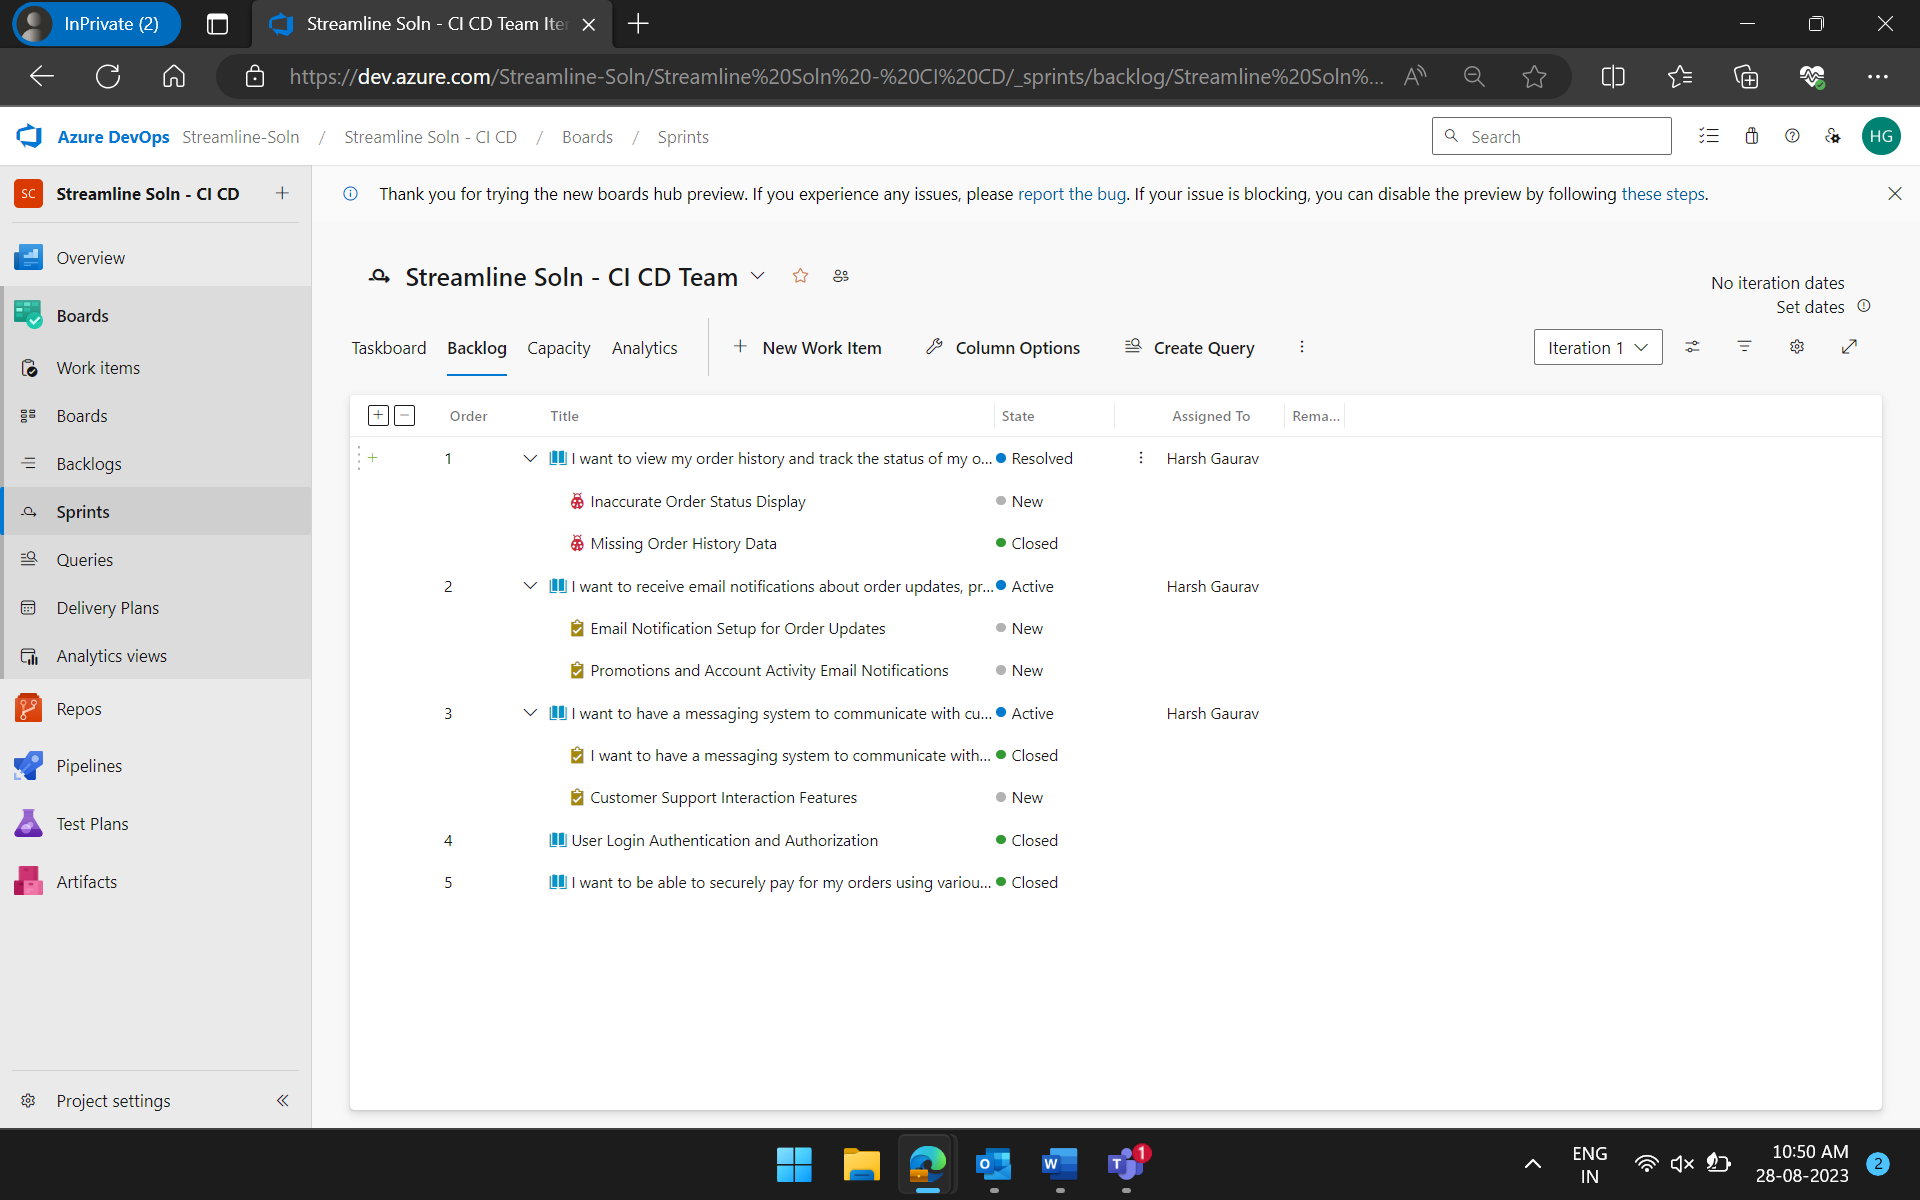 InPrivate (2)
Streamline Soln - CI CD Team Ite
https://dev.azure.com/Streamline-Soln/Streamline%20Soln%20-%20CI%20CD/_sprints/backlog/Streamline%20Soln%...
Azure DevOps Streamline-Soln / Streamline Soln - CI CD / Boards / Sprints
Search
HG
SC Streamline Soln - CI CD
Thank you for trying the new boards hub preview. If you experience any issues, please report the bug. If your issue is blocking, you can disable the preview by following these steps.
Overview
Boards
Work items
Boards
Backlogs
Sprints
Queries
Delivery Plans
Analytics views
Repos
Pipelines
Test Plans
Artifacts
Project settings
Streamline Soln - CI CD Team
No iteration dates
Set dates
Taskboard Backlog Capacity Analytics New Work Item Column Options Create Query Iteration 1
Order Title State Assigned To Rema...
1 I want to view my order history and track the status of my o... Resolved Harsh Gaurav
Inaccurate Order Status Display New
Missing Order History Data Closed
2 I want to receive email notifications about order updates, pr... Active Harsh Gaurav
Email Notification Setup for Order Updates New
Promotions and Account Activity Email Notifications New
3 I want to have a messaging system to communicate with cu... Active Harsh Gaurav
I want to have a messaging system to communicate with... Closed
Customer Support Interaction Features New
4 User Login Authentication and Authorization Closed
5 I want to be able to securely pay for my orders using variou... Closed
1
ENG
IN
10:50 AM
28-08-2023
2